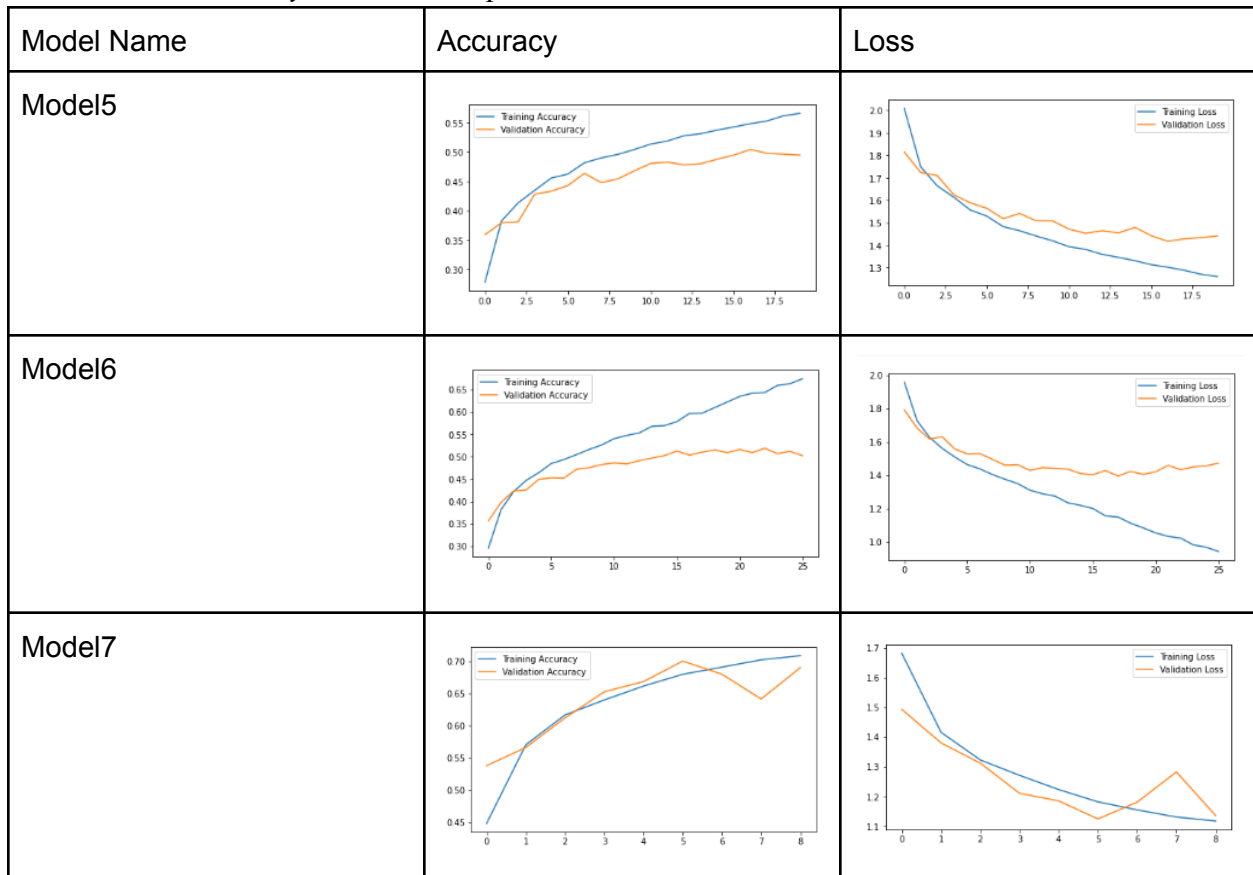 Model Name Accuracy Loss
Model5
Training Accuracy
Validation Accuracy
0.55
0.50
0.45
0.40
0.35
0.30
0.0 2.5 5.0 7.5 10.0 12.5 15.0 17.5
Training Loss
Validation Loss
2.0
1.9
1.8
1.7
1.6
1.5
1.4
1.3
0.0 2.5 5.0 7.5 10.0 12.5 15.0 17.5
Model6
Training Accuracy
Validation Accuracy
0.65
0.60
0.55
0.50
0.45
0.40
0.35
0.30
0 5 10 15 20 25
Training Loss
Validation Loss
2.0
1.8
1.6
1.4
1.2
1.0
0 5 10 15 20 25
Model7
Training Accuracy
Validation Accuracy
0.70
0.65
0.60
0.55
0.50
0.45
0 1 2 3 4 5 6 7 8
Training Loss
Validation Loss
1.7
1.6
1.5
1.4
1.3
1.2
1.1
0 1 2 3 4 5 6 7 8